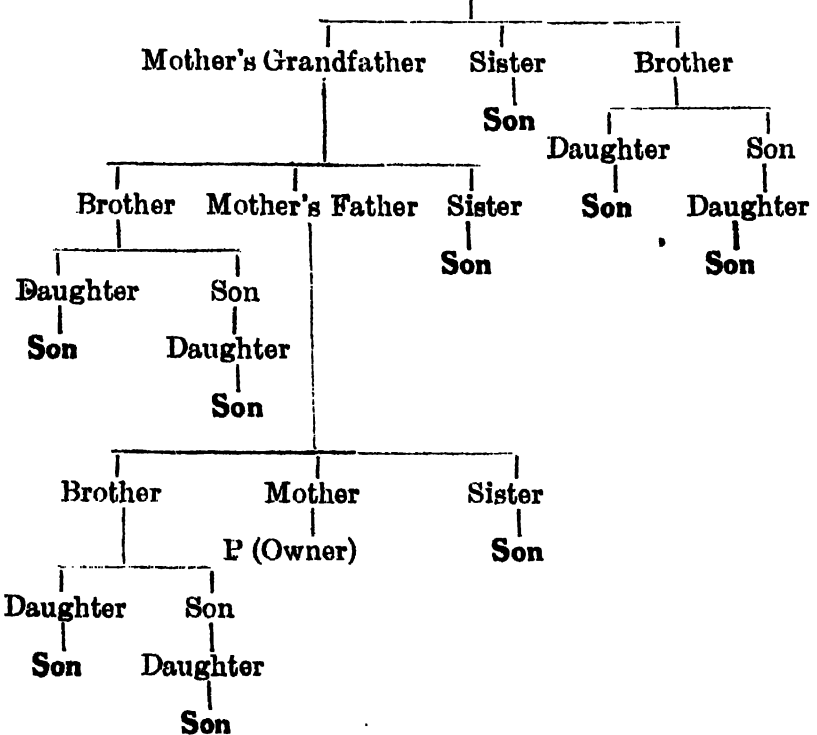 Mother's Grandfather Sister Brother
Son
Daughter Son
Brother Mother's Father Sister Son Daughter
Son Son
Daughter Son
Son Daughter
Son
Brother Mother Sister
P (Owner) Son
Daughter Son
Son Daughter
Son